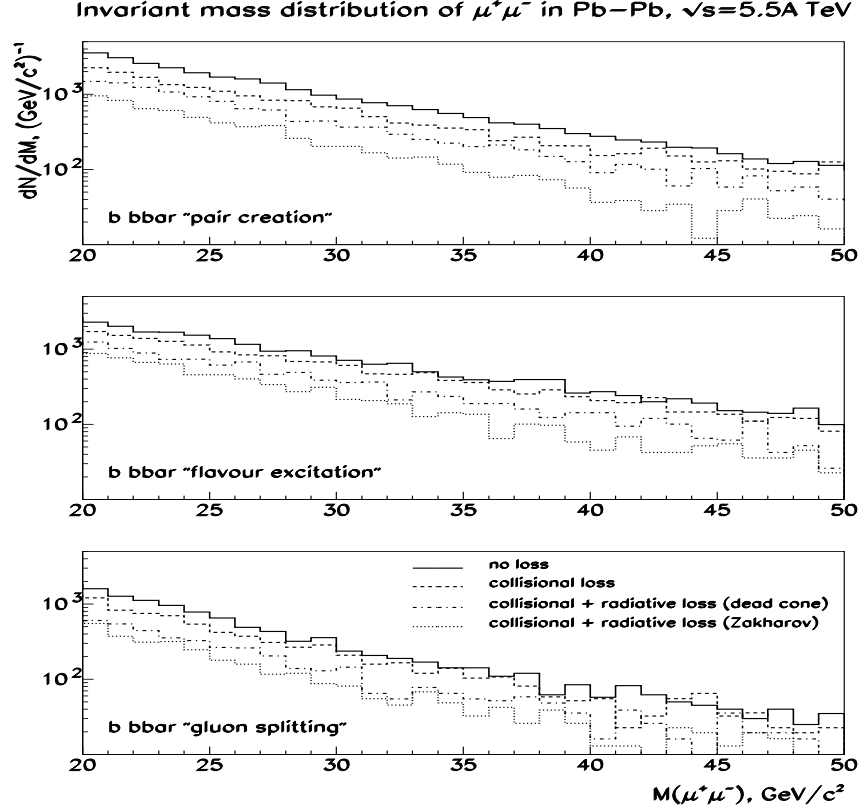 Invariant mass distribution of μ⁺μ⁻ in Pb−Pb, √s=5.5A TeV
dN/dM, (GeV/c²)⁻¹
10³
10²
b bbar "pair creation"
20 25 30 35 40 45 50
10³
10²
b bbar "flavour excitation"
20 25 30 35 40 45 50
no loss
collisional loss
collisional + radiative loss (dead cone)
collisional + radiative loss (Zakharov)
10³
10²
b bbar "gluon splitting"
20 25 30 35 40 45 50
M(μ⁺μ⁻), GeV/c²